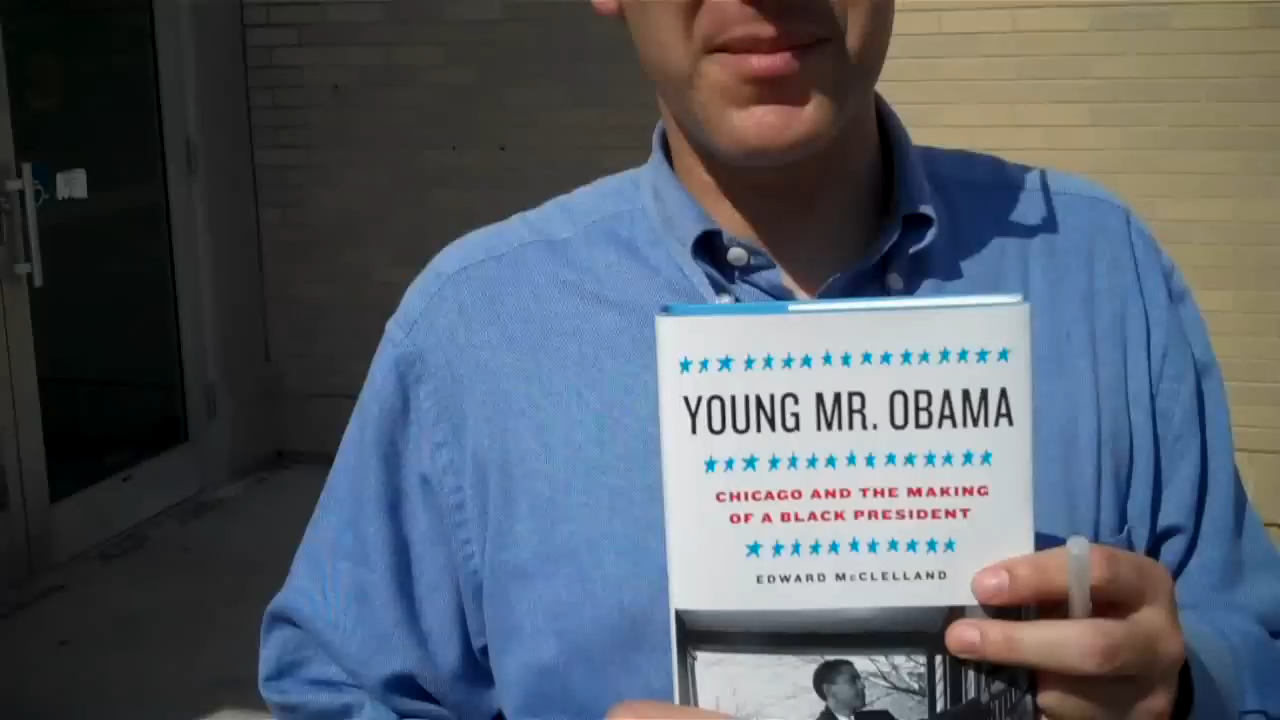 YOUNG MR. OBAMA
CHICAGO AND THE MAKING
OF A BLACK PRESIDENT
EDWARD McCLELLAND